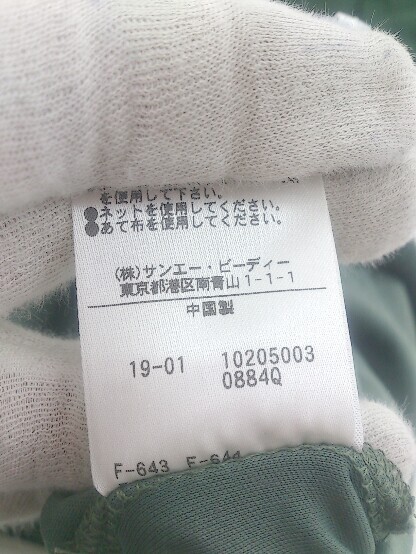 を使用して下さい。
●ネットを使用してください。
●あて布を使用してください。
(株)サンエー・ビーディー
東京都港区南青山1-1-1
中国製
19-01 10205003
0884Q
F-643 F-644